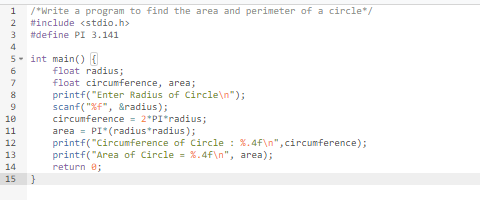 1 /*Write a program to find the area and perimeter of a circle*/
2 #include <stdio.h>
3 #define PI 3.141
4
5 int main() {
6 float radius;
7 float circumference, area;
8 printf("Enter Radius of Circle\n");
9 scanf("%f", &radius);
10 circumference = 2*PI*radius;
11 area = PI*(radius*radius);
12 printf("Circumference of Circle : %.4f\n",circumference);
13 printf("Area of Circle = %.4f\n", area);
14 return 0;
15 }